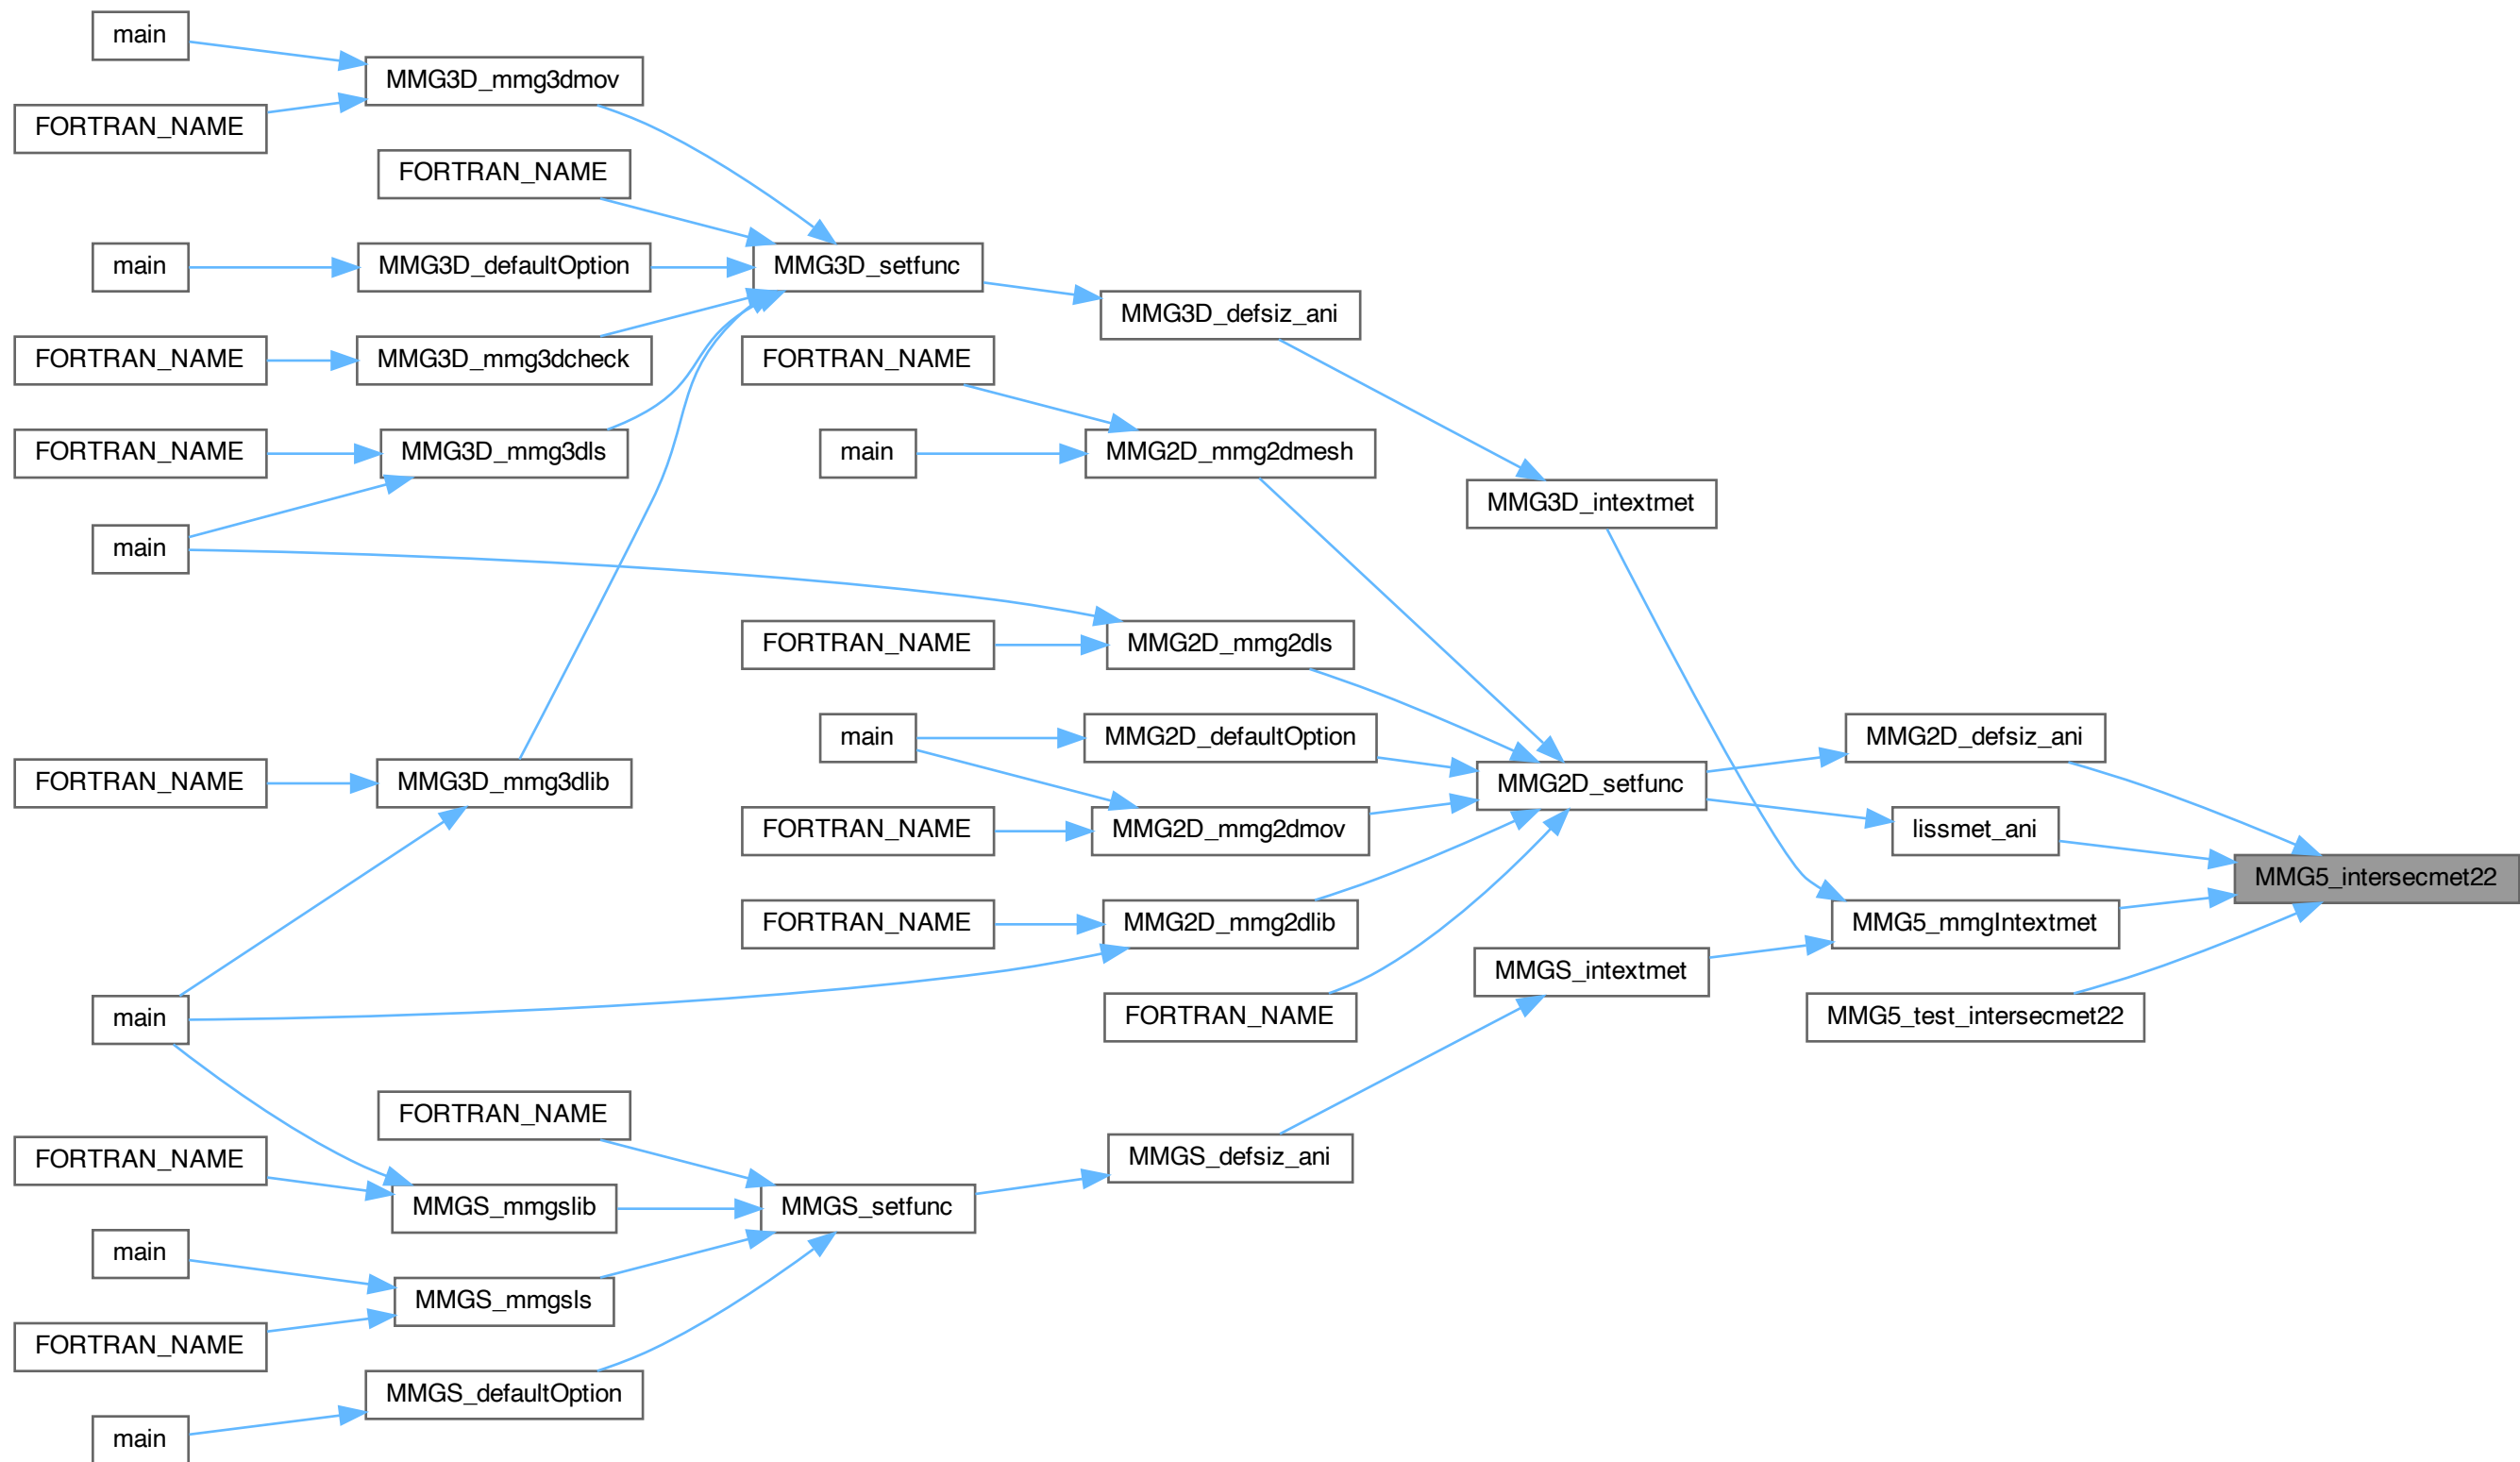 main
MMG3D_mmg3dmov
FORTRAN_NAME
FORTRAN_NAME
main
MMG3D_defaultOption
MMG3D_setfunc
MMG3D_defsiz_ani
FORTRAN_NAME
MMG3D_mmg3dcheck
FORTRAN_NAME
FORTRAN_NAME
MMG3D_mmg3dls
main
MMG2D_mmg2dmesh
MMG3D_intextmet
main
FORTRAN_NAME
MMG2D_mmg2dls
main
MMG2D_defaultOption
MMG2D_defsiz_ani
FORTRAN_NAME
MMG3D_mmg3dlib
MMG2D_setfunc
FORTRAN_NAME
MMG2D_mmg2dmov
lissmet_ani
MMG5_intersecmet22
FORTRAN_NAME
MMG2D_mmg2dlib
MMG5_mmgIntextmet
MMGS_intextmet
main
FORTRAN_NAME
MMG5_test_intersecmet22
FORTRAN_NAME
FORTRAN_NAME
MMGS_defsiz_ani
MMGS_mmgslib
MMGS_setfunc
main
MMGS_mmgsls
FORTRAN_NAME
MMGS_defaultOption
main